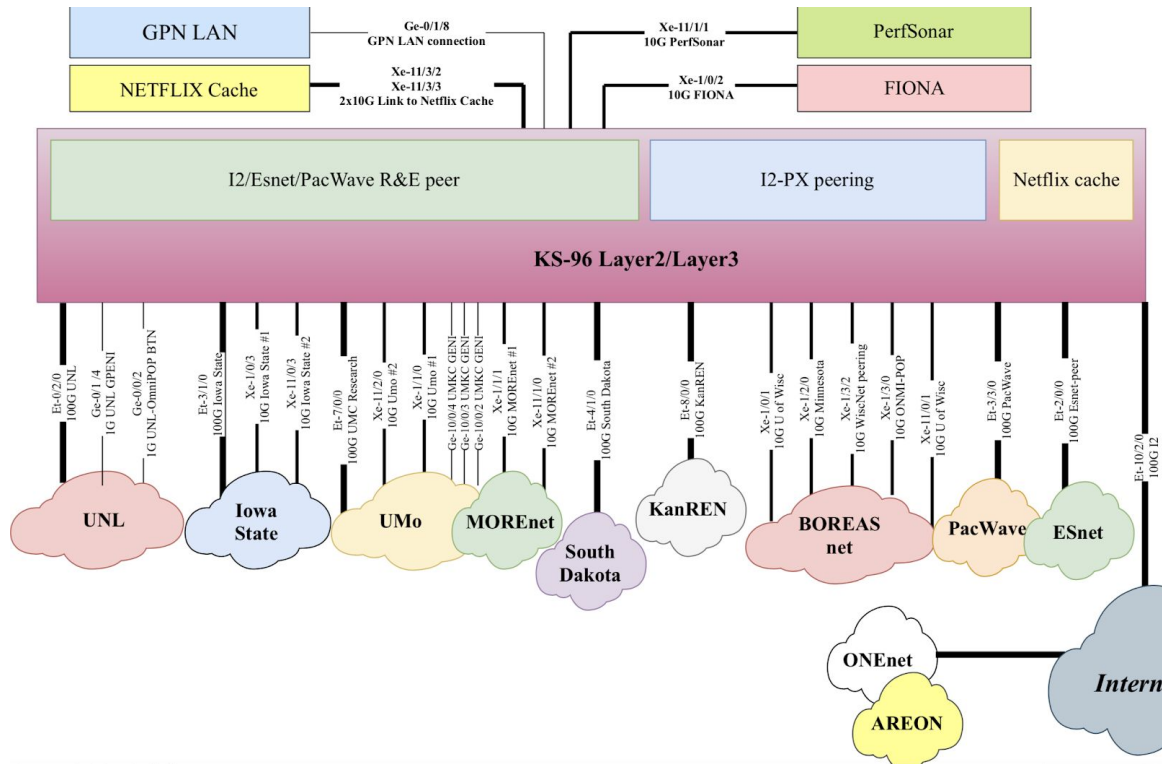 GPN LAN
Ge-0/1/8
GPN LAN connection
Xe-11/1/1
10G PerfSonar
PerfSonar
NETFLIX Cache
Xe-11/3/2
Xe-11/3/3
2x10G Link to Netflix Cache
Xe-1/0/2
10G FIONA
FIONA
I2/Esnet/PacWave R&E peer
I2-PX peering
Netflix cache
KS-96 Layer2/Layer3
Et-0/2/0
100G UNL
Ge-0/1 /4
1G UNL GPENI
Ge-0/0/2
1G UNL-OmniPOP BTN
Et-3/1/0
100G Iowa State
Xe-1/0/3
10G Iowa State #1
Xe-11/0/3
10G Iowa State #2
Et-7/0/0
100G UMC Research
Xe-11/2/0
10G Umo #2
Xe-1/1/0
10G Umo #1
Ge-10/0/4 UMKC GENI
Ge-10/0/3 UMKC GENI
Ge-10/0/2 UMKC GENI
Xe-1/1/1
10G MOREnet #1
Xe-11/1/0
10G MOREnet #2
Et-4/1/0
100G South Dakota
Et-8/0/0
100G KanREN
Xe-1/0/1
10G U of Wisc
Xe-1/2/0
10G Minnesota
Xe-1/3/2
10G WiscNet peering
Xe-1/3/0
10G ONMI-POP
Xe-11/0/1
10G U of Wisc
Et-3/3/0
100G PacWave
Et-2/0/0
100G Esnet-peer
Et-10/2/0
100G I2
UNL
Iowa
State
UMo
MOREnet
South
Dakota
KanREN
BOREAS
net
PacWave
ESnet
ONEnet
AREON
Intern